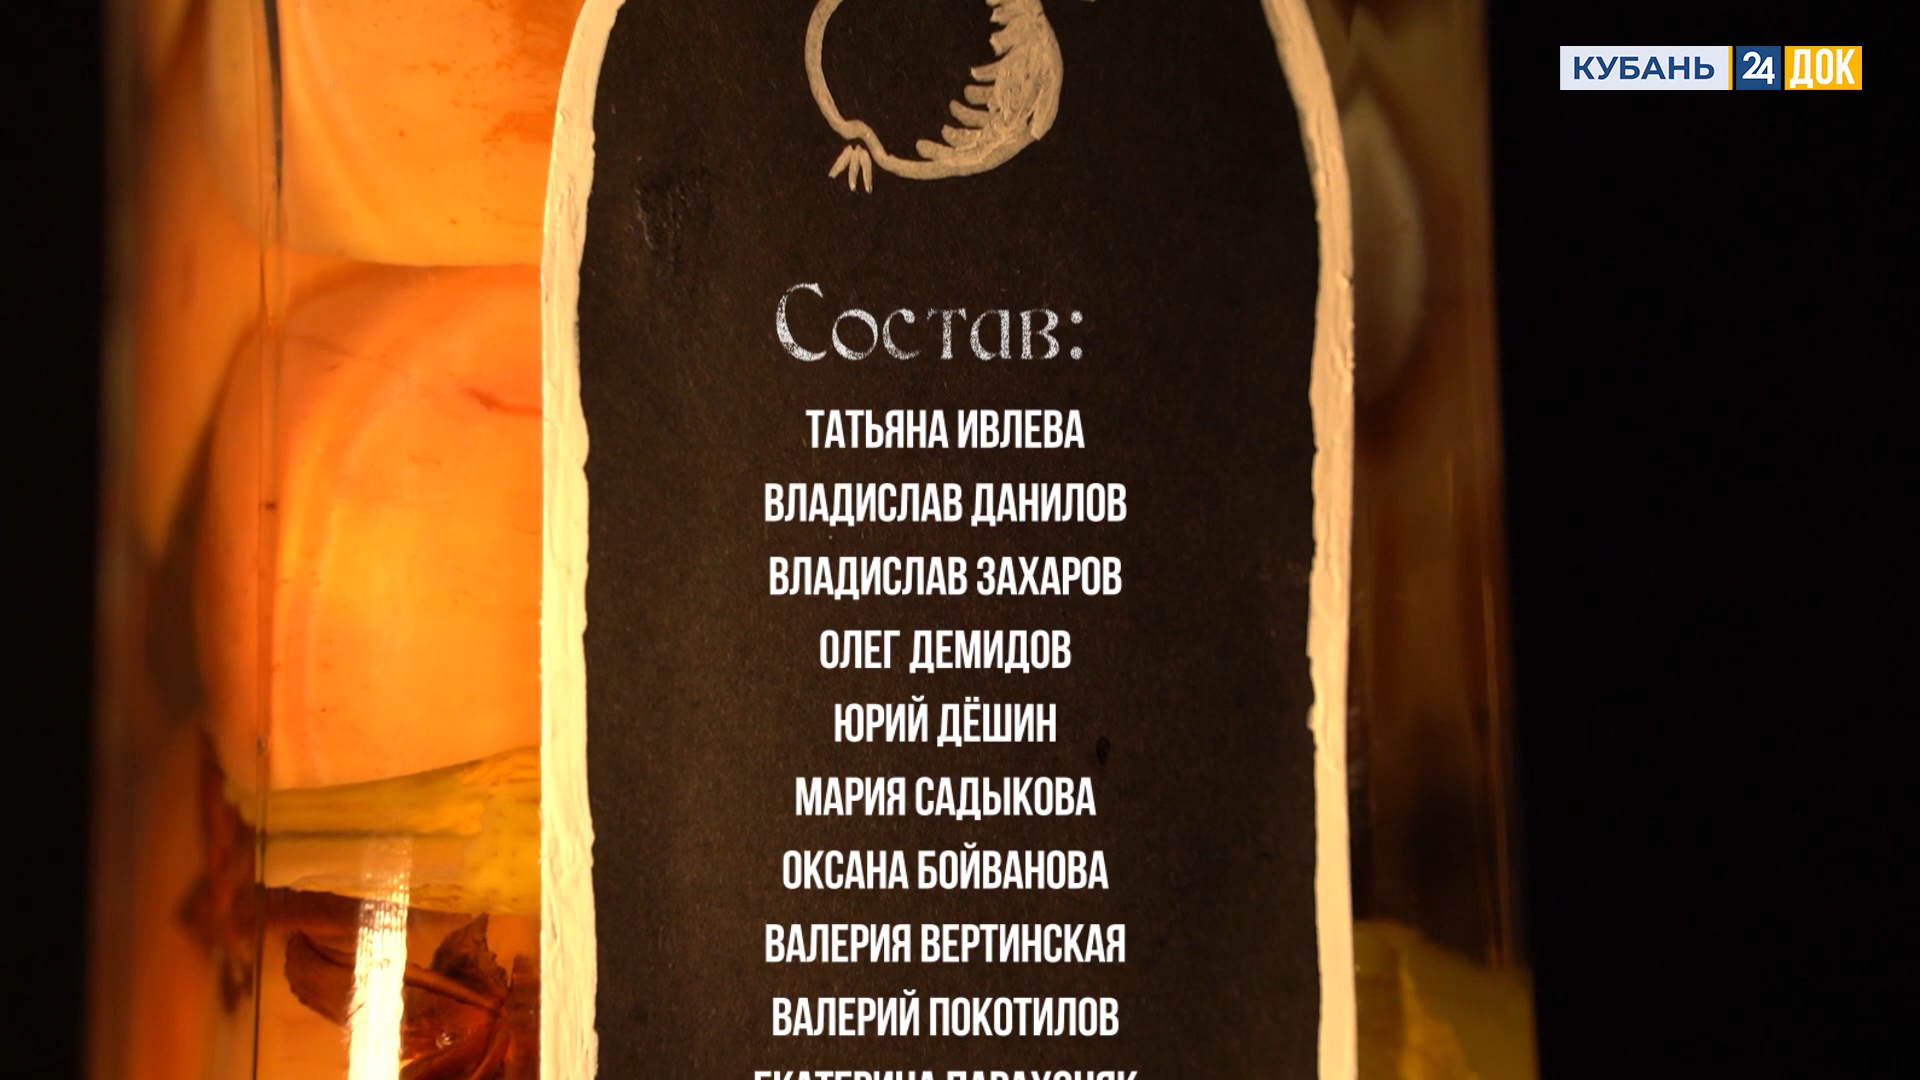 КУБАНЬ 24 ДОК
Состав:
ТАТЬЯНА ИВЛЕВА
ВЛАДИСЛАВ ДАНИЛОВ
ВЛАДИСЛАВ ЗАХАРОВ
ОЛЕГ ДЕМИДОВ
ЮРИЙ ДЁШИН
МАРИЯ САДЫКОВА
ОКСАНА БОЙВАНОВА
ВАЛЕРИЯ ВЕРТИНСКАЯ
ВАЛЕРИЙ ПОКОТИЛОВ
ЕКАТЕРИНА